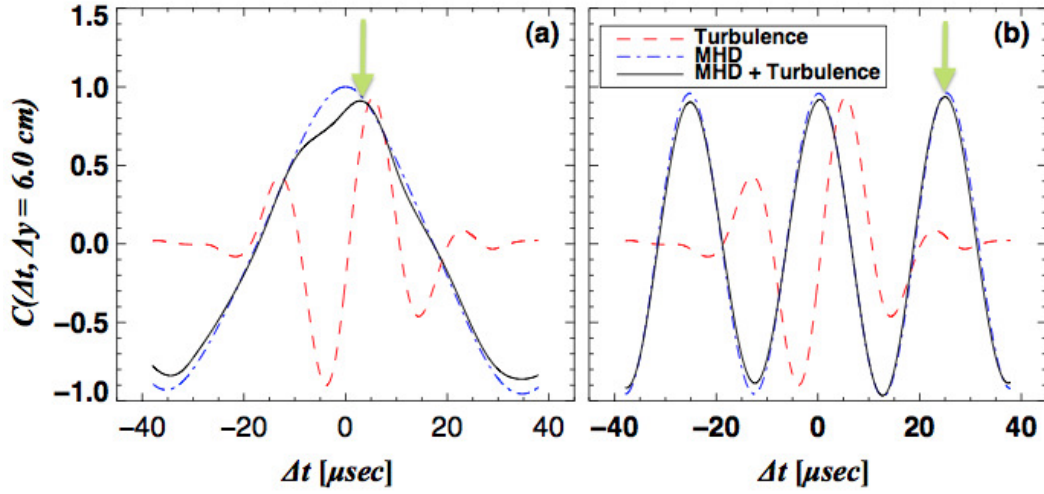 C(Δt, Δy = 6.0 cm)
1.5
1.0
0.5
0.0
−0.5
−1.0
(a)
−40 −20 0 20 40
Δt [μsec]
Turbulence
MHD
MHD + Turbulence
(b)
−40 −20 0 20 40
Δt [μsec]